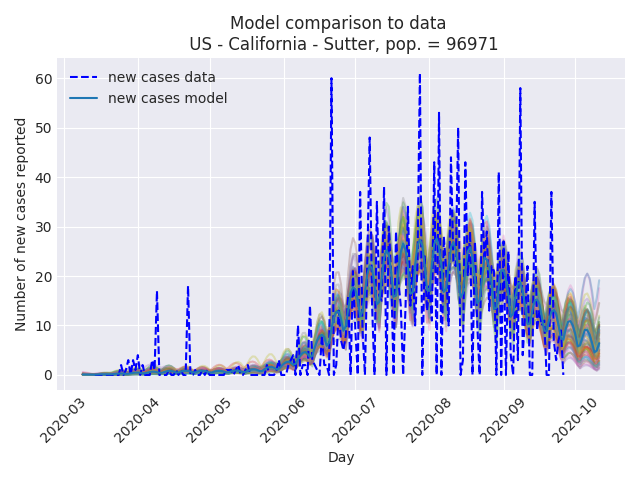 Model comparison to data
US - California - Sutter, pop. = 96971
new cases data
new cases model
Number of new cases reported
60
50
40
30
20
10
0
2020-03
2020-04
2020-05
2020-06
2020-07
2020-08
2020-09
2020-10
Day